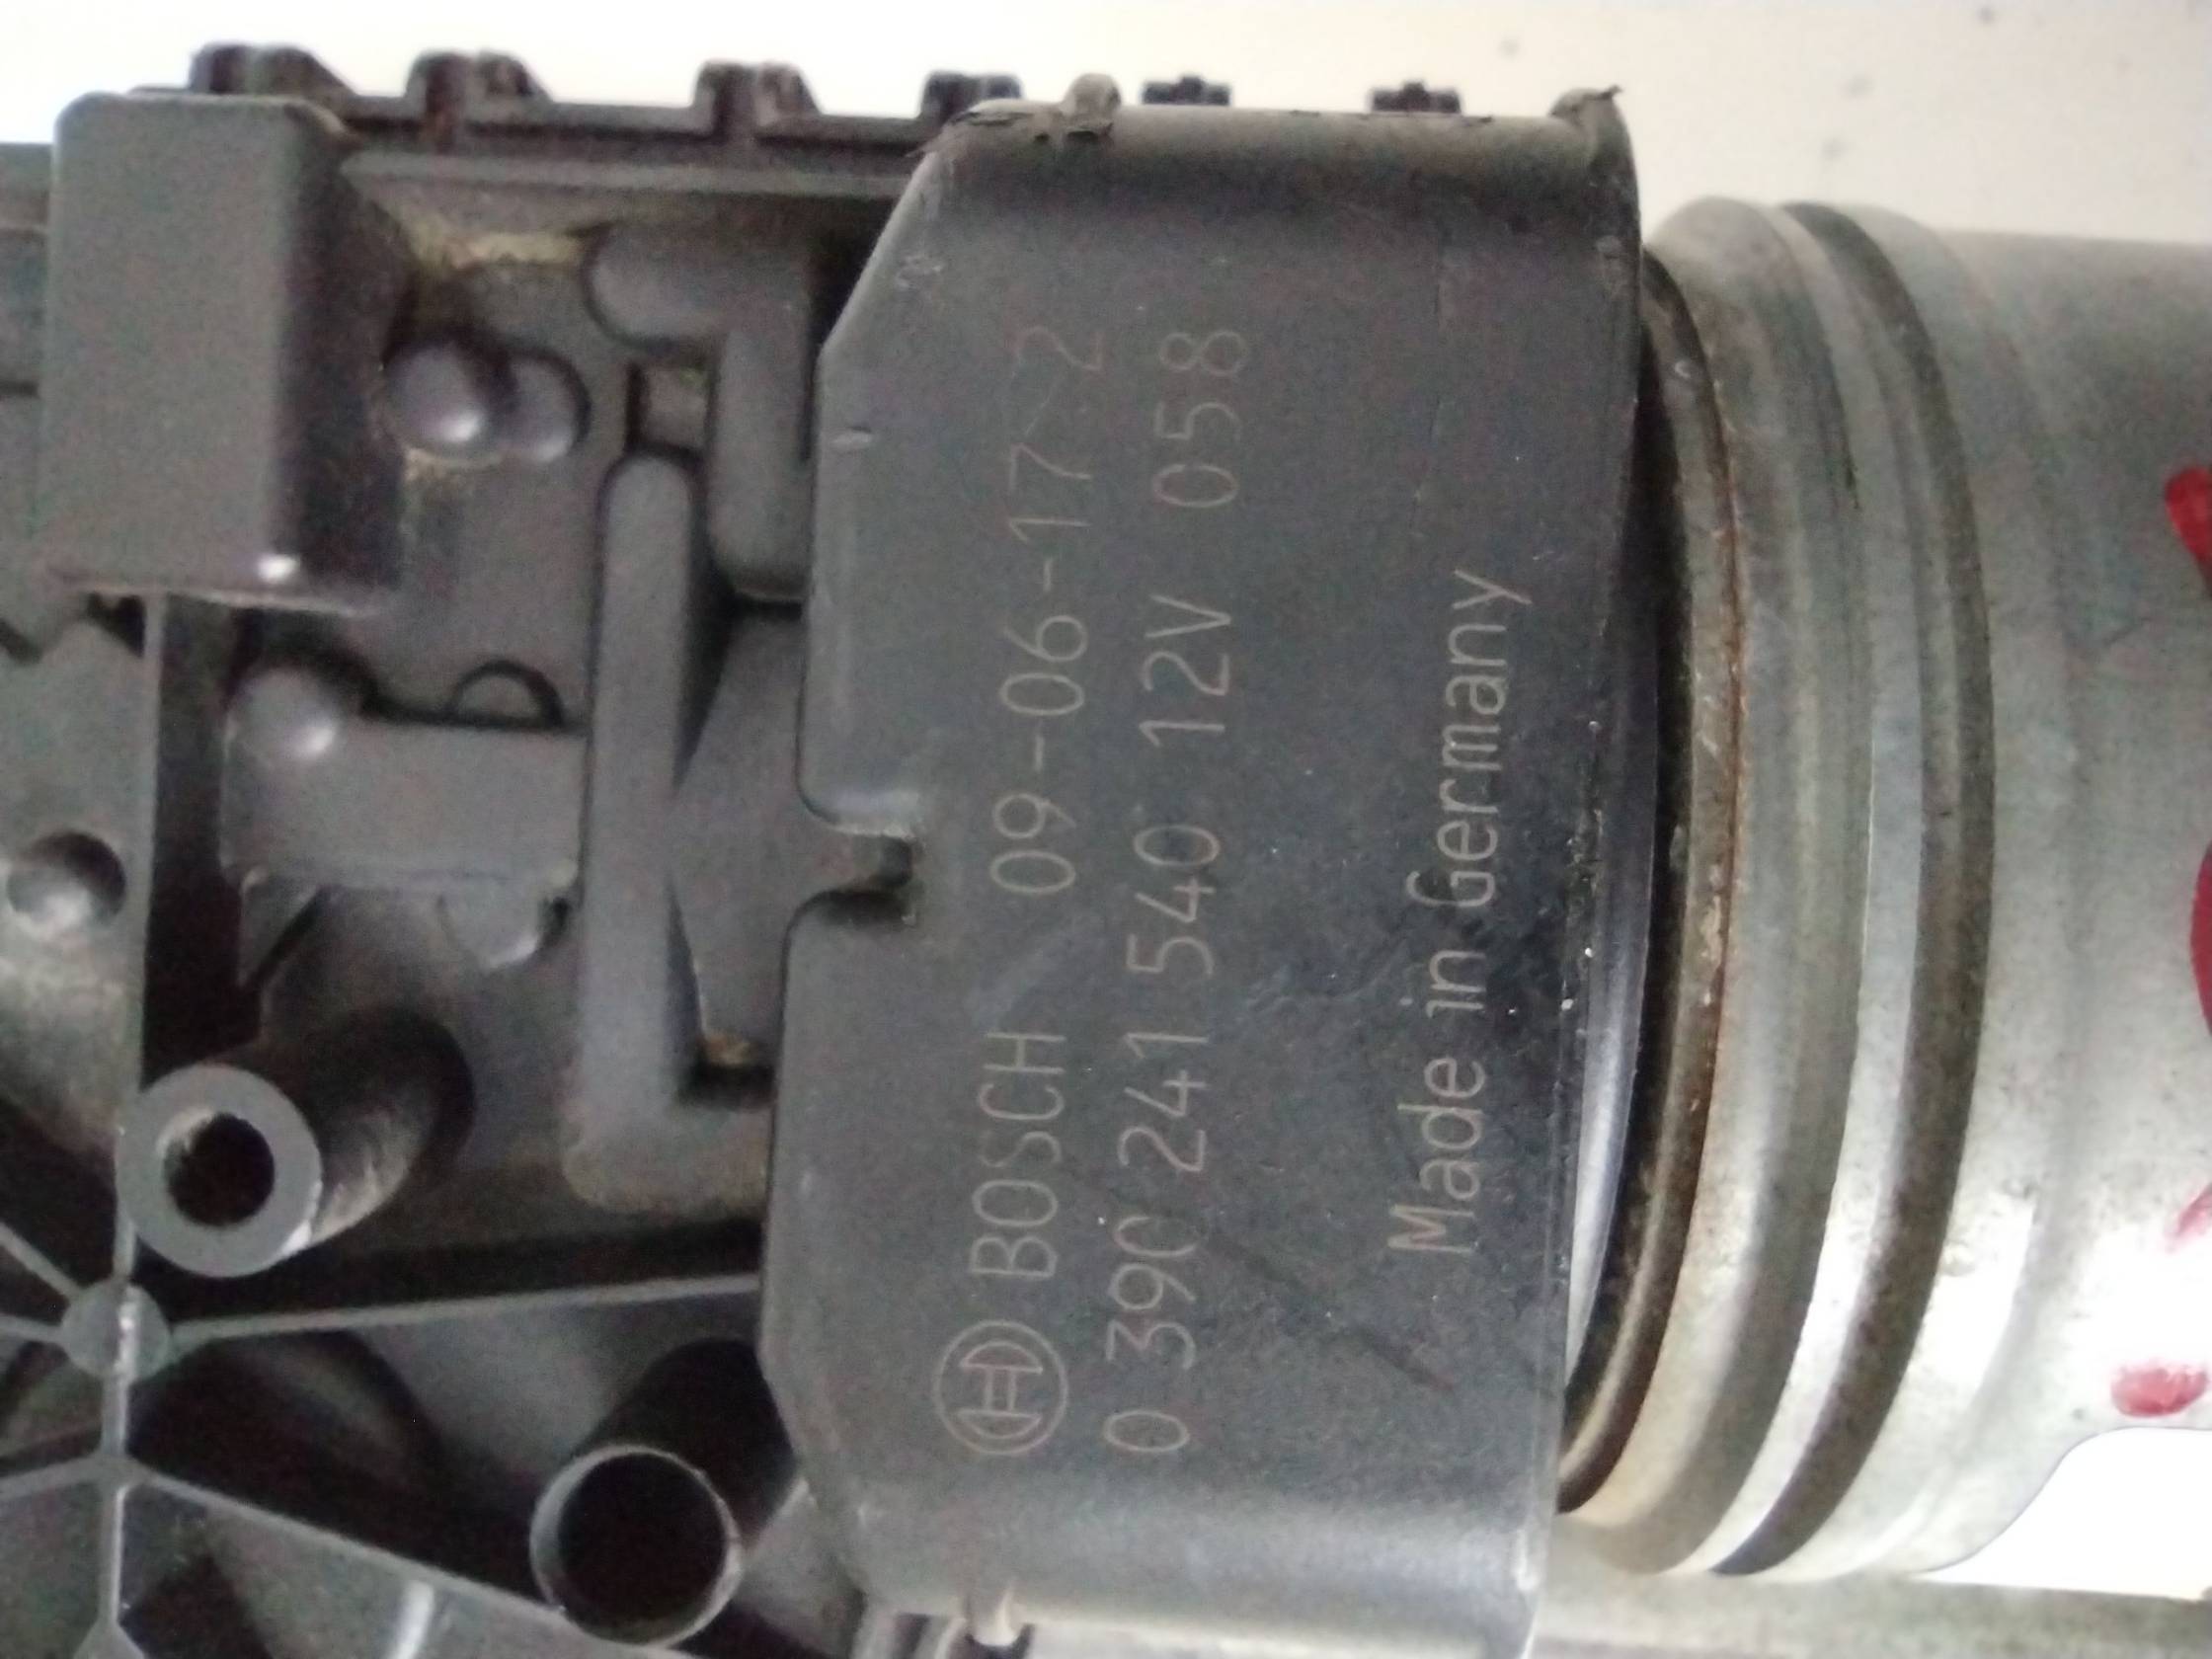 BOSCH 09-06-17 2
0 390 241 540 12V 058
Made in Germany